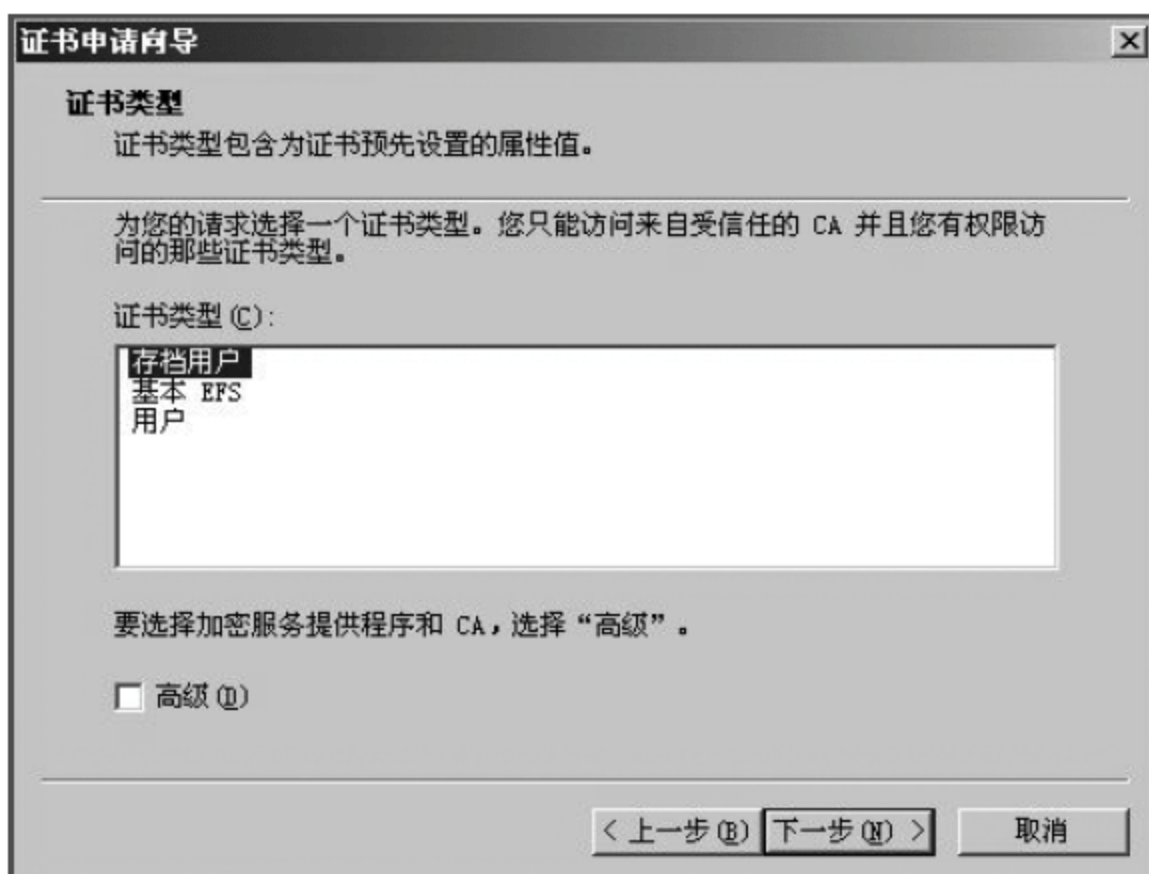 证书申请向导
证书类型
证书类型包含为证书预先设置的属性值。
为您的请求选择一个证书类型。您只能访问来自受信任的 CA 并且您有权限访
问的那些证书类型。
证书类型(C):
存档用户
基本 EFS
用户
要选择加密服务提供程序和 CA，选择“高级”。
高级(D)
< 上一步(B) 下一步(N) > 取消